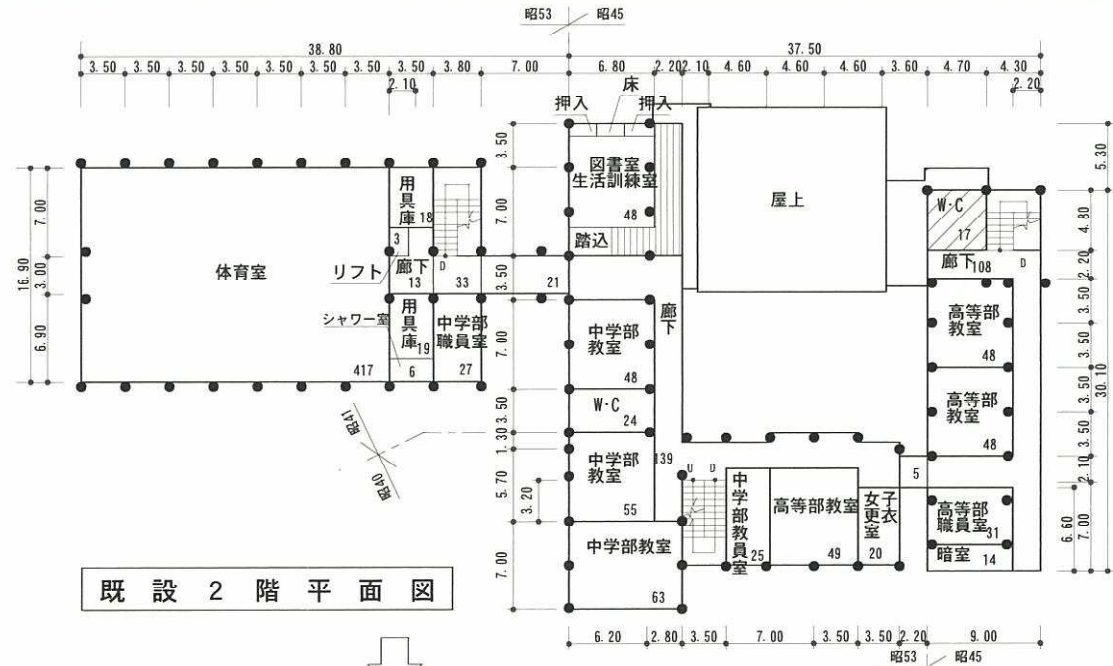 昭53 昭45
38.80 37.50
3.50 3.50 3.50 3.50 3.50 3.50 3.50 3.50 3.80 7.00 6.80 2.20 2.10 4.60 4.60 4.60 3.60 4.70 4.30
2.10 2.20
床
押入 押入
3.50
5.30
図書室
生活訓練室
48
7.00
踏込
屋上
W・C
17
4.80
用具庫
18
3
リフト
D
廊下
13
33
3.50
21
廊下
108
D
2.20
16.90
7.00
3.00
6.90
体育室
417
シャワー室
用具庫
19
6
中学部
職員室
27
7.00
中学部
教室
48
廊下
高等部
教室
48
3.50
3.50
30.10
W・C
24
3.50
高等部
教室
48
3.50
3.50
昭41
昭40
1.30
中学部
教室
55
139
5.70
3.20
U D
中学部教員室
25
高等部教室
49
女子更衣室
20
5
2.10
高等部
職員室
31
暗室
14
6.60
7.00
中学部教室
63
7.00
既設2階平面図
6.20 2.80 3.50 7.00 3.50 3.50 2.20 9.00
昭53 昭45